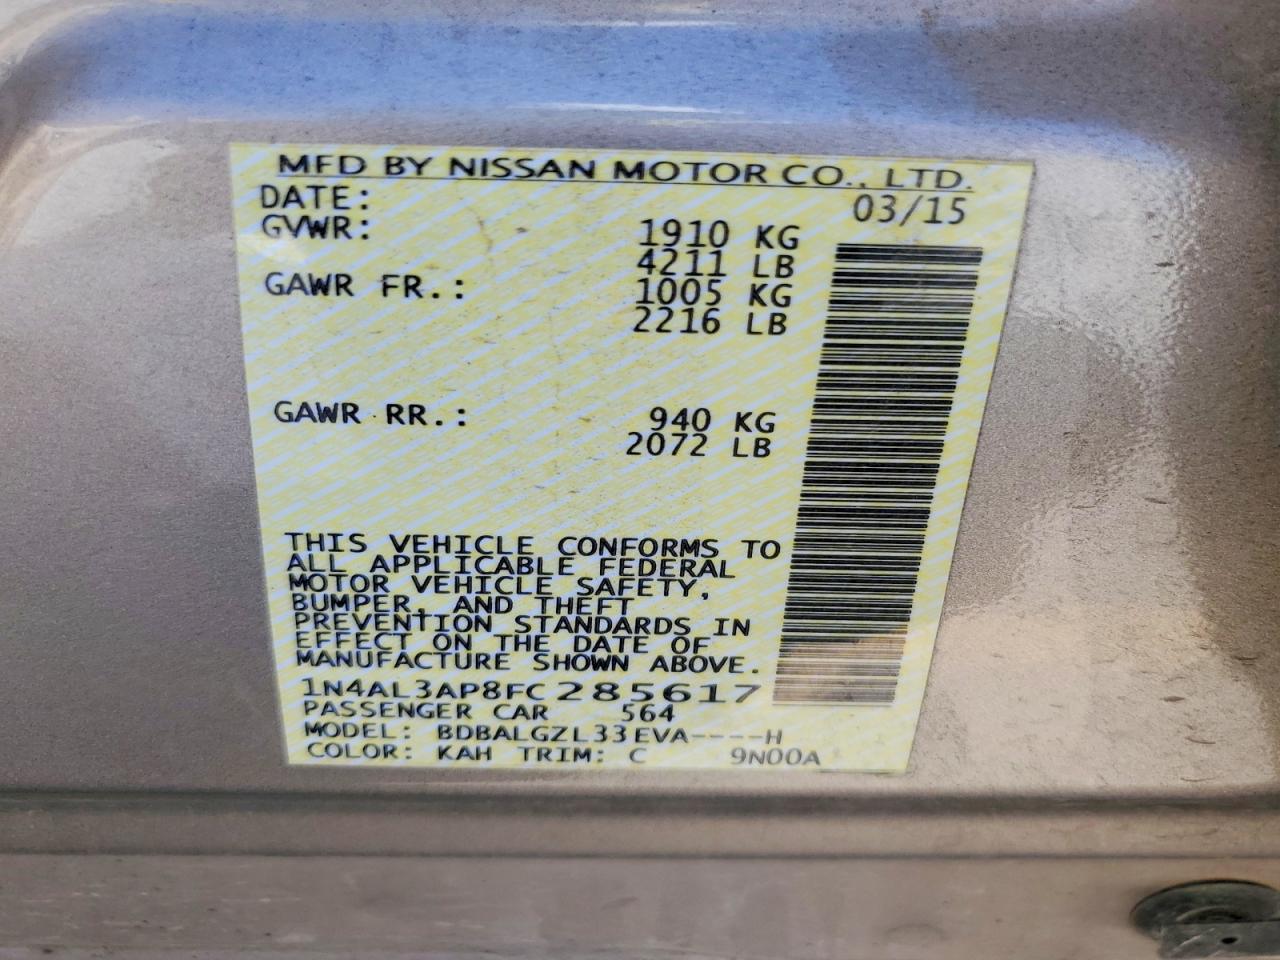 MFD BY NISSAN MOTOR CO., LTD.
DATE: 03/15
GVWR: 1910 KG
4211 LB
GAWR FR.: 1005 KG
2216 LB
GAWR RR.: 940 KG
2072 LB
THIS VEHICLE CONFORMS TO
ALL APPLICABLE FEDERAL
MOTOR VEHICLE SAFETY,
BUMPER, AND THEFT
PREVENTION STANDARDS IN
EFFECT ON THE DATE OF
MANUFACTURE SHOWN ABOVE.
1N4AL3AP8FC285617
PASSENGER CAR 564
MODEL: BDBALGZL33EVA----H
COLOR: KAH TRIM: C 9N00A